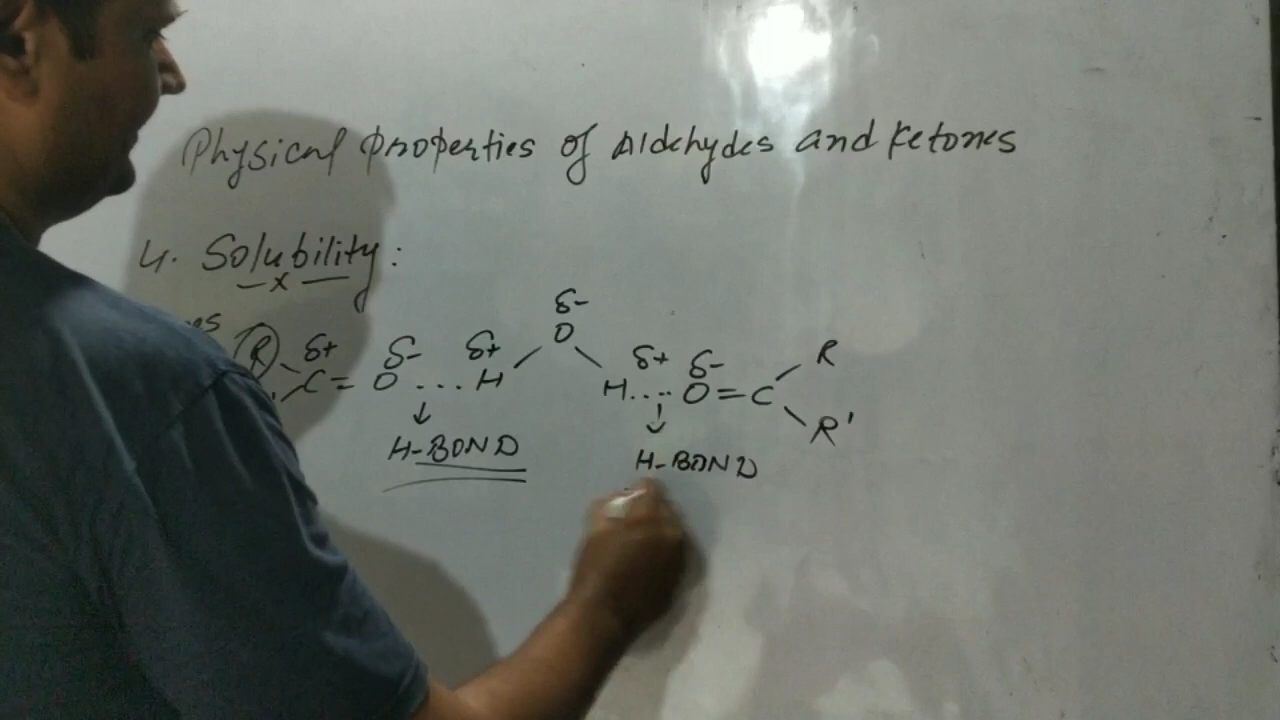 Physical Properties of Aldehydes and Ketones
4. Solubility:
x
δ-
R δ+ δ- δ+ O δ+ δ- R
C = O .... H H .... O = C
R'
↓ ↓
H-BOND H-BOND